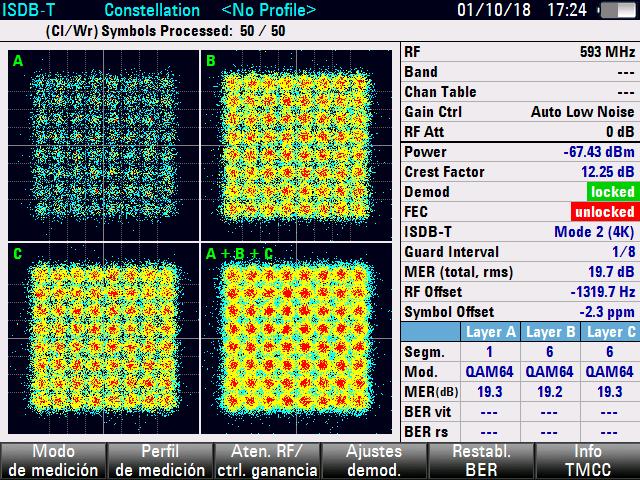 ISDB-T Constellation <No Profile> 01/10/18 17:24
(Cl/Wr) Symbols Processed: 50 / 50
A
B
C
A + B + C
RF 593 MHz
Band ---
Chan Table ---
Gain Ctrl Auto Low Noise
RF Att 0 dB
Power -67.43 dBm
Crest Factor 12.25 dB
Demod locked
FEC unlocked
ISDB-T Mode 2 (4K)
Guard Interval 1/8
MER (total, rms) 19.7 dB
RF Offset -1319.7 Hz
Symbol Offset -2.3 ppm
Layer A Layer B Layer C
Segm. 1 6 6
Mod. QAM64 QAM64 QAM64
MER(dB) 19.3 19.2 19.3
BER vit --- --- ---
BER rs --- --- ---
Modo Perfil Aten. RF/ Ajustes Restabl. Info
de medición de medición ctrl. ganancia demod. BER TMCC